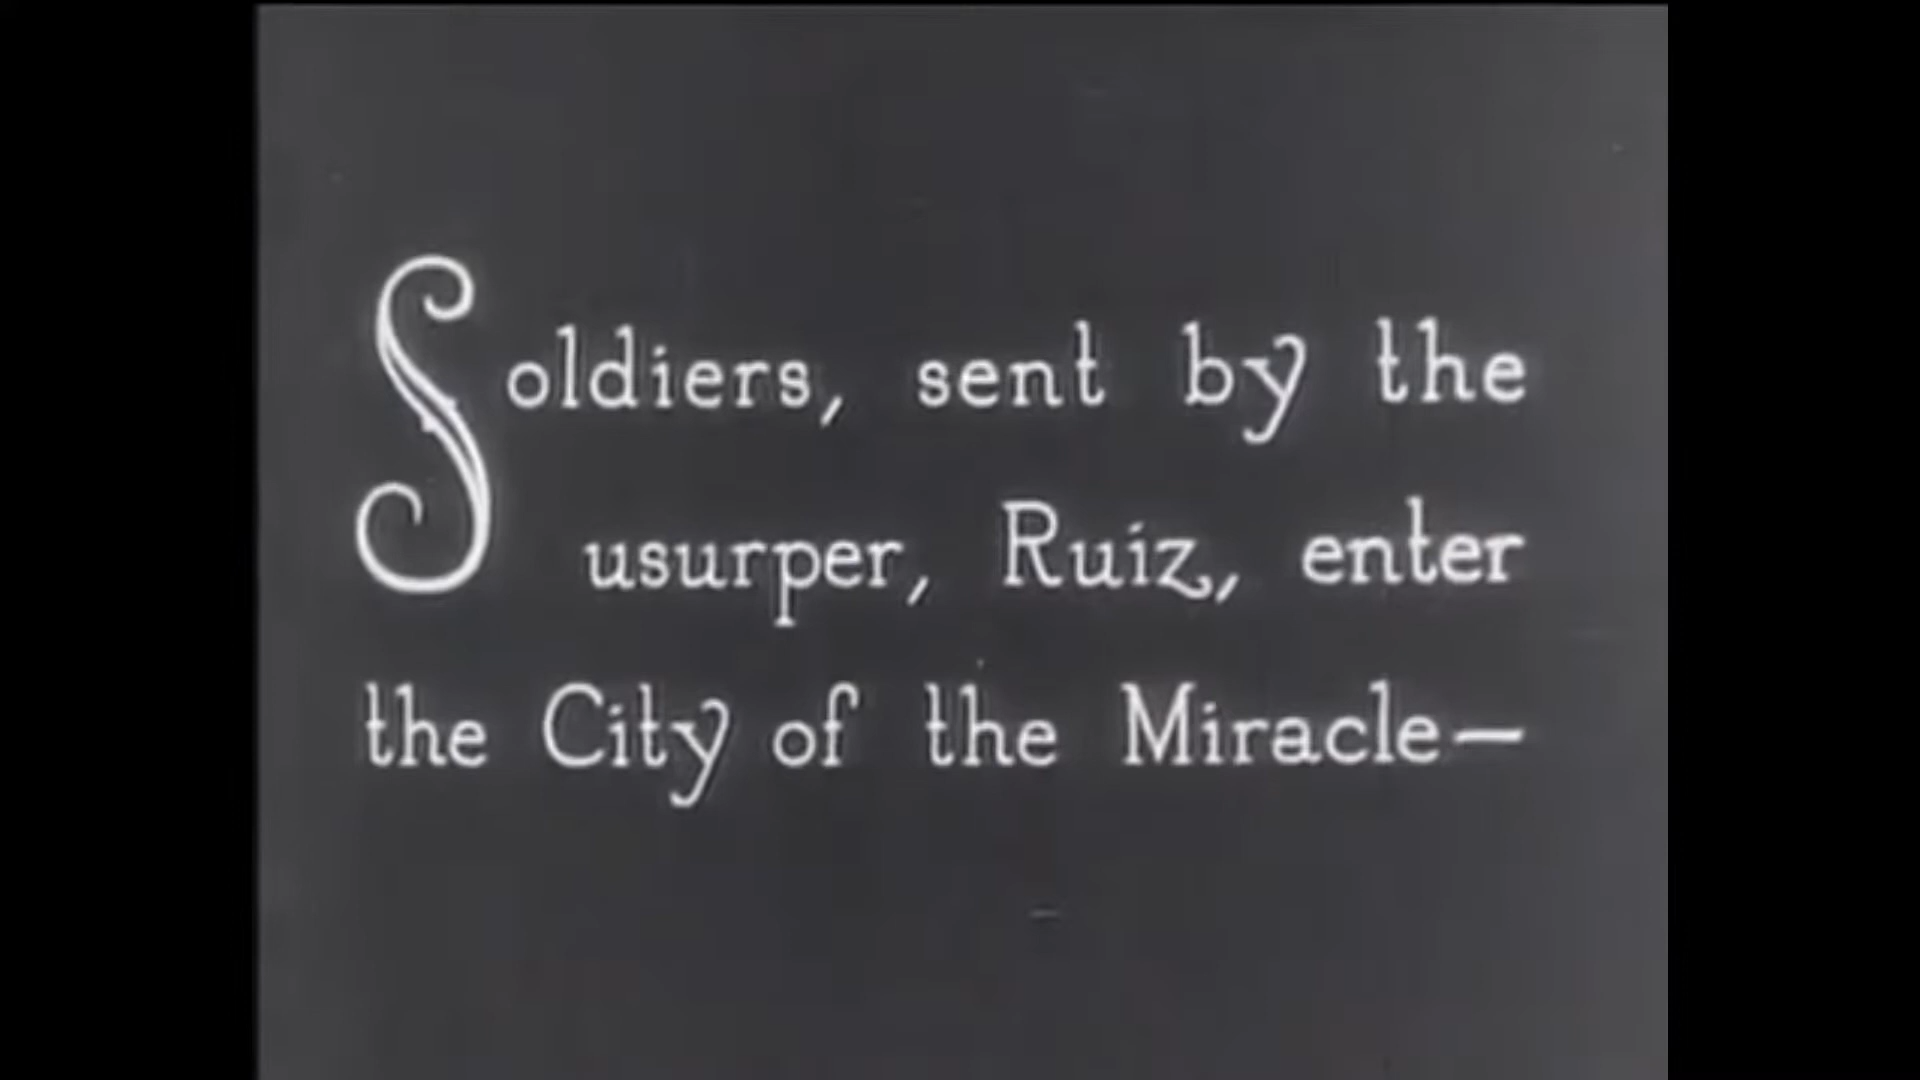 Soldiers, sent by the
usurper, Ruiz, enter
the City of the Miracle—